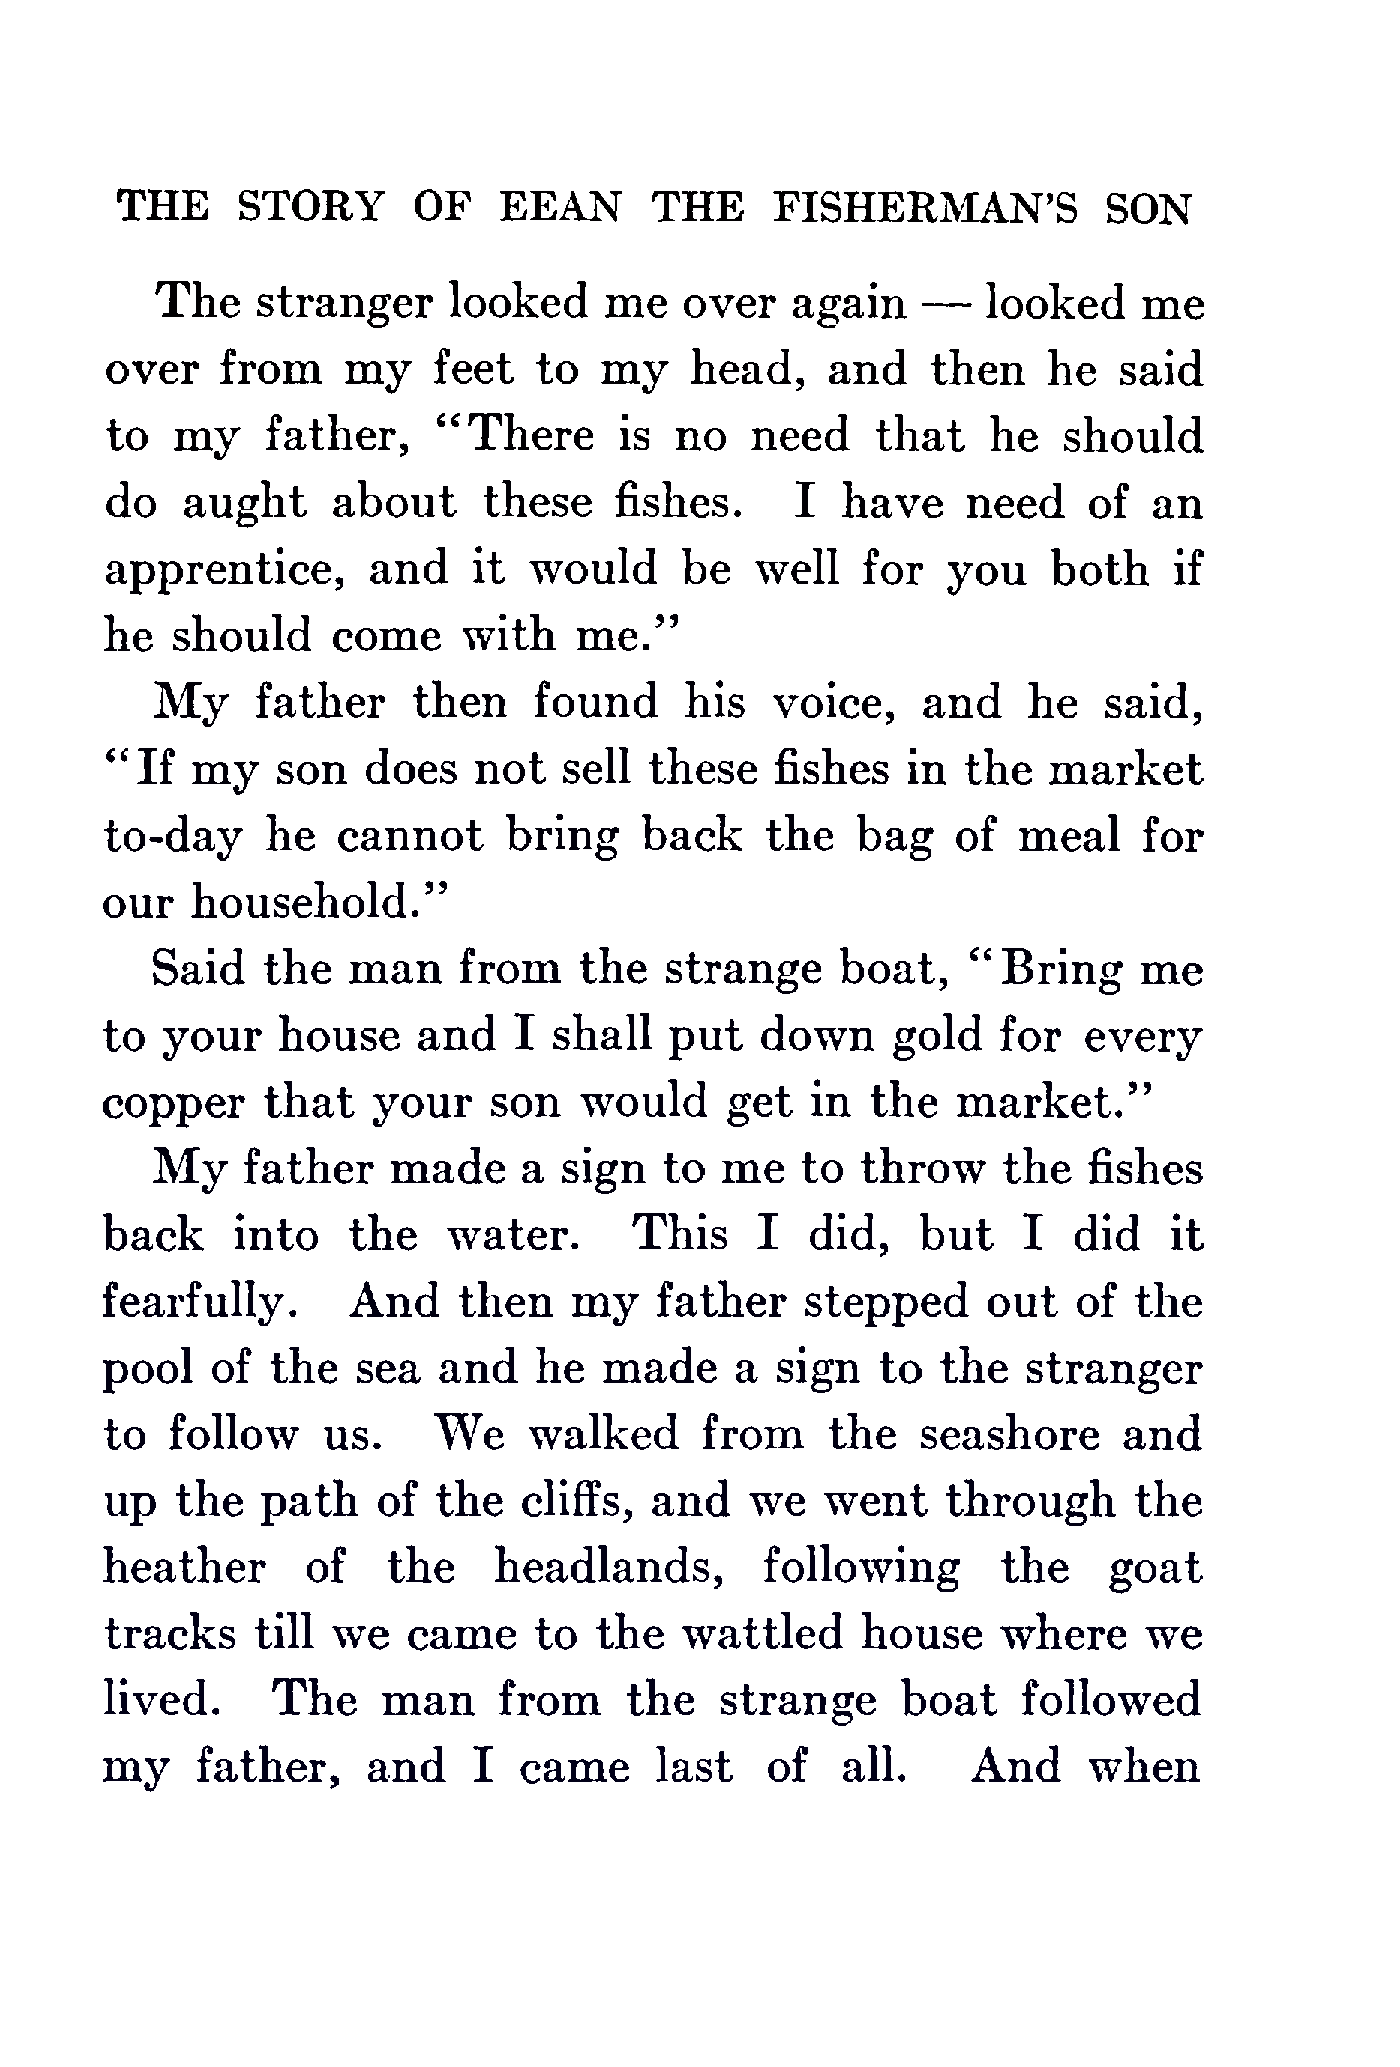 THE STORY OF EEAN THE FISHERMAN'S SON
The stranger looked me over again — looked me
over from my feet to my head, and then he said
to my father, “There is no need that he should
do aught about these fishes. I have need of an
apprentice, and it would be well for you both if
he should come with me.”
My father then found his voice, and he said,
“If my son does not sell these fishes in the market
to-day he cannot bring back the bag of meal for
our household.”
Said the man from the strange boat, “Bring me
to your house and I shall put down gold for every
copper that your son would get in the market.”
My father made a sign to me to throw the fishes
back into the water. This I did, but I did it
fearfully. And then my father stepped out of the
pool of the sea and he made a sign to the stranger
to follow us. We walked from the seashore and
up the path of the cliffs, and we went through the
heather of the headlands, following the goat
tracks till we came to the wattled house where we
lived. The man from the strange boat followed
my father, and I came last of all. And when